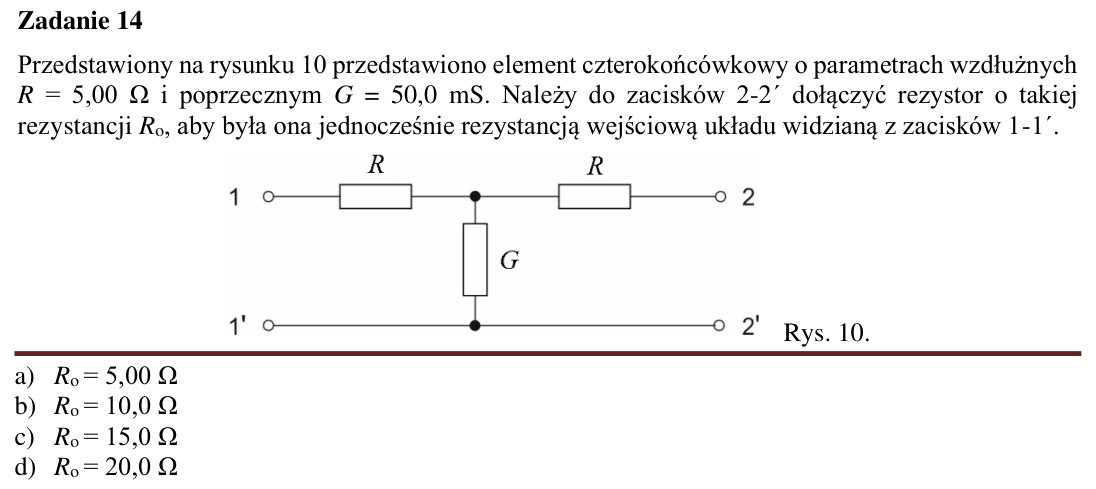 Zadanie 14
Przedstawiony na rysunku 10 przedstawiono element czterokońcówkowy o parametrach wzdłużnych
R = 5,00 Ω i poprzecznym G = 50,0 mS. Należy do zacisków 2-2´ dołączyć rezystor o takiej
rezystancji Rₒ, aby była ona jednocześnie rezystancją wejściową układu widzianą z zacisków 1-1´.
R R
1 2
G
1' 2' Rys. 10.
a) Rₒ = 5,00 Ω
b) Rₒ = 10,0 Ω
c) Rₒ = 15,0 Ω
d) Rₒ = 20,0 Ω